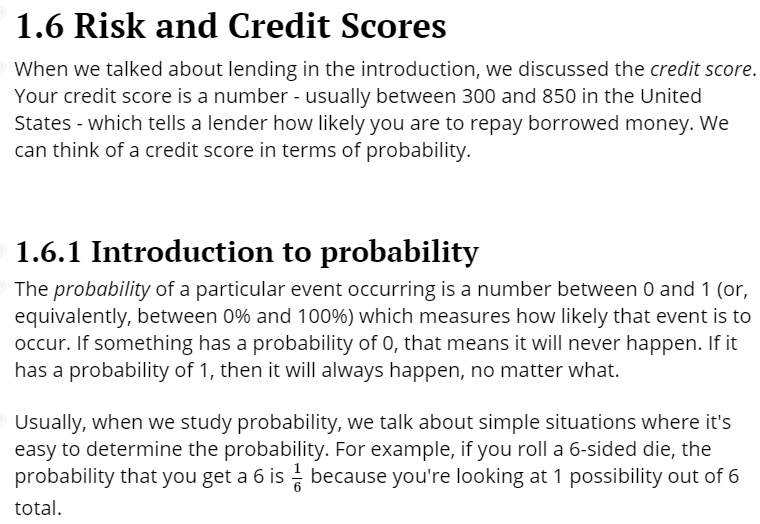 1.6 Risk and Credit Scores
When we talked about lending in the introduction, we discussed the credit score.
Your credit score is a number - usually between 300 and 850 in the United
States - which tells a lender how likely you are to repay borrowed money. We
can think of a credit score in terms of probability.
1.6.1 Introduction to probability
The probability of a particular event occurring is a number between 0 and 1 (or,
equivalently, between 0% and 100%) which measures how likely that event is to
occur. If something has a probability of 0, that means it will never happen. If it
has a probability of 1, then it will always happen, no matter what.
Usually, when we study probability, we talk about simple situations where it's
easy to determine the probability. For example, if you roll a 6-sided die, the
probability that you get a 6 is 1/6 because you're looking at 1 possibility out of 6
total.